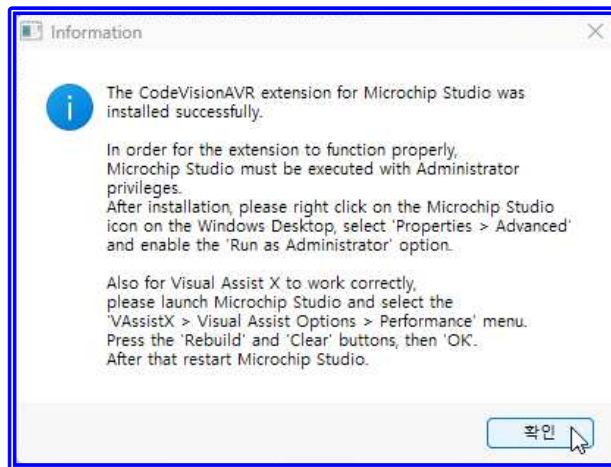 Information
The CodeVisionAVR extension for Microchip Studio was
installed successfully.
In order for the extension to function properly,
Microchip Studio must be executed with Administrator
privileges.
After installation, please right click on the Microchip Studio
icon on the Windows Desktop, select 'Properties > Advanced'
and enable the 'Run as Administrator' option.
Also for Visual Assist X to work correctly,
please launch Microchip Studio and select the
'VAssistX > Visual Assist Options > Performance' menu.
Press the 'Rebuild' and 'Clear' buttons, then 'OK'.
After that restart Microchip Studio.
확인